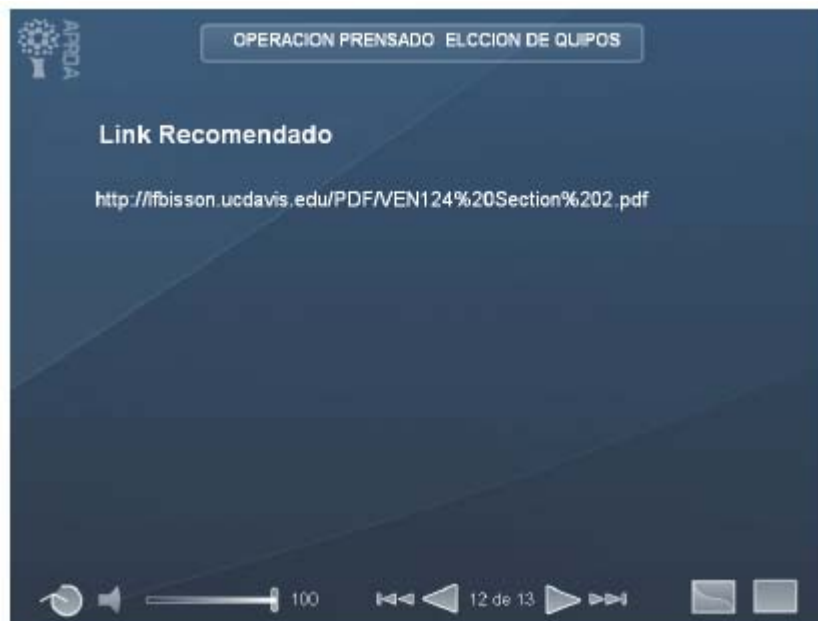 APROA
OPERACION PRENSADO ELCCION DE QUIPOS
Link Recomendado
http://lfbisson.ucdavis.edu/PDF/VEN124%20Section%202.pdf
100
12 de 13